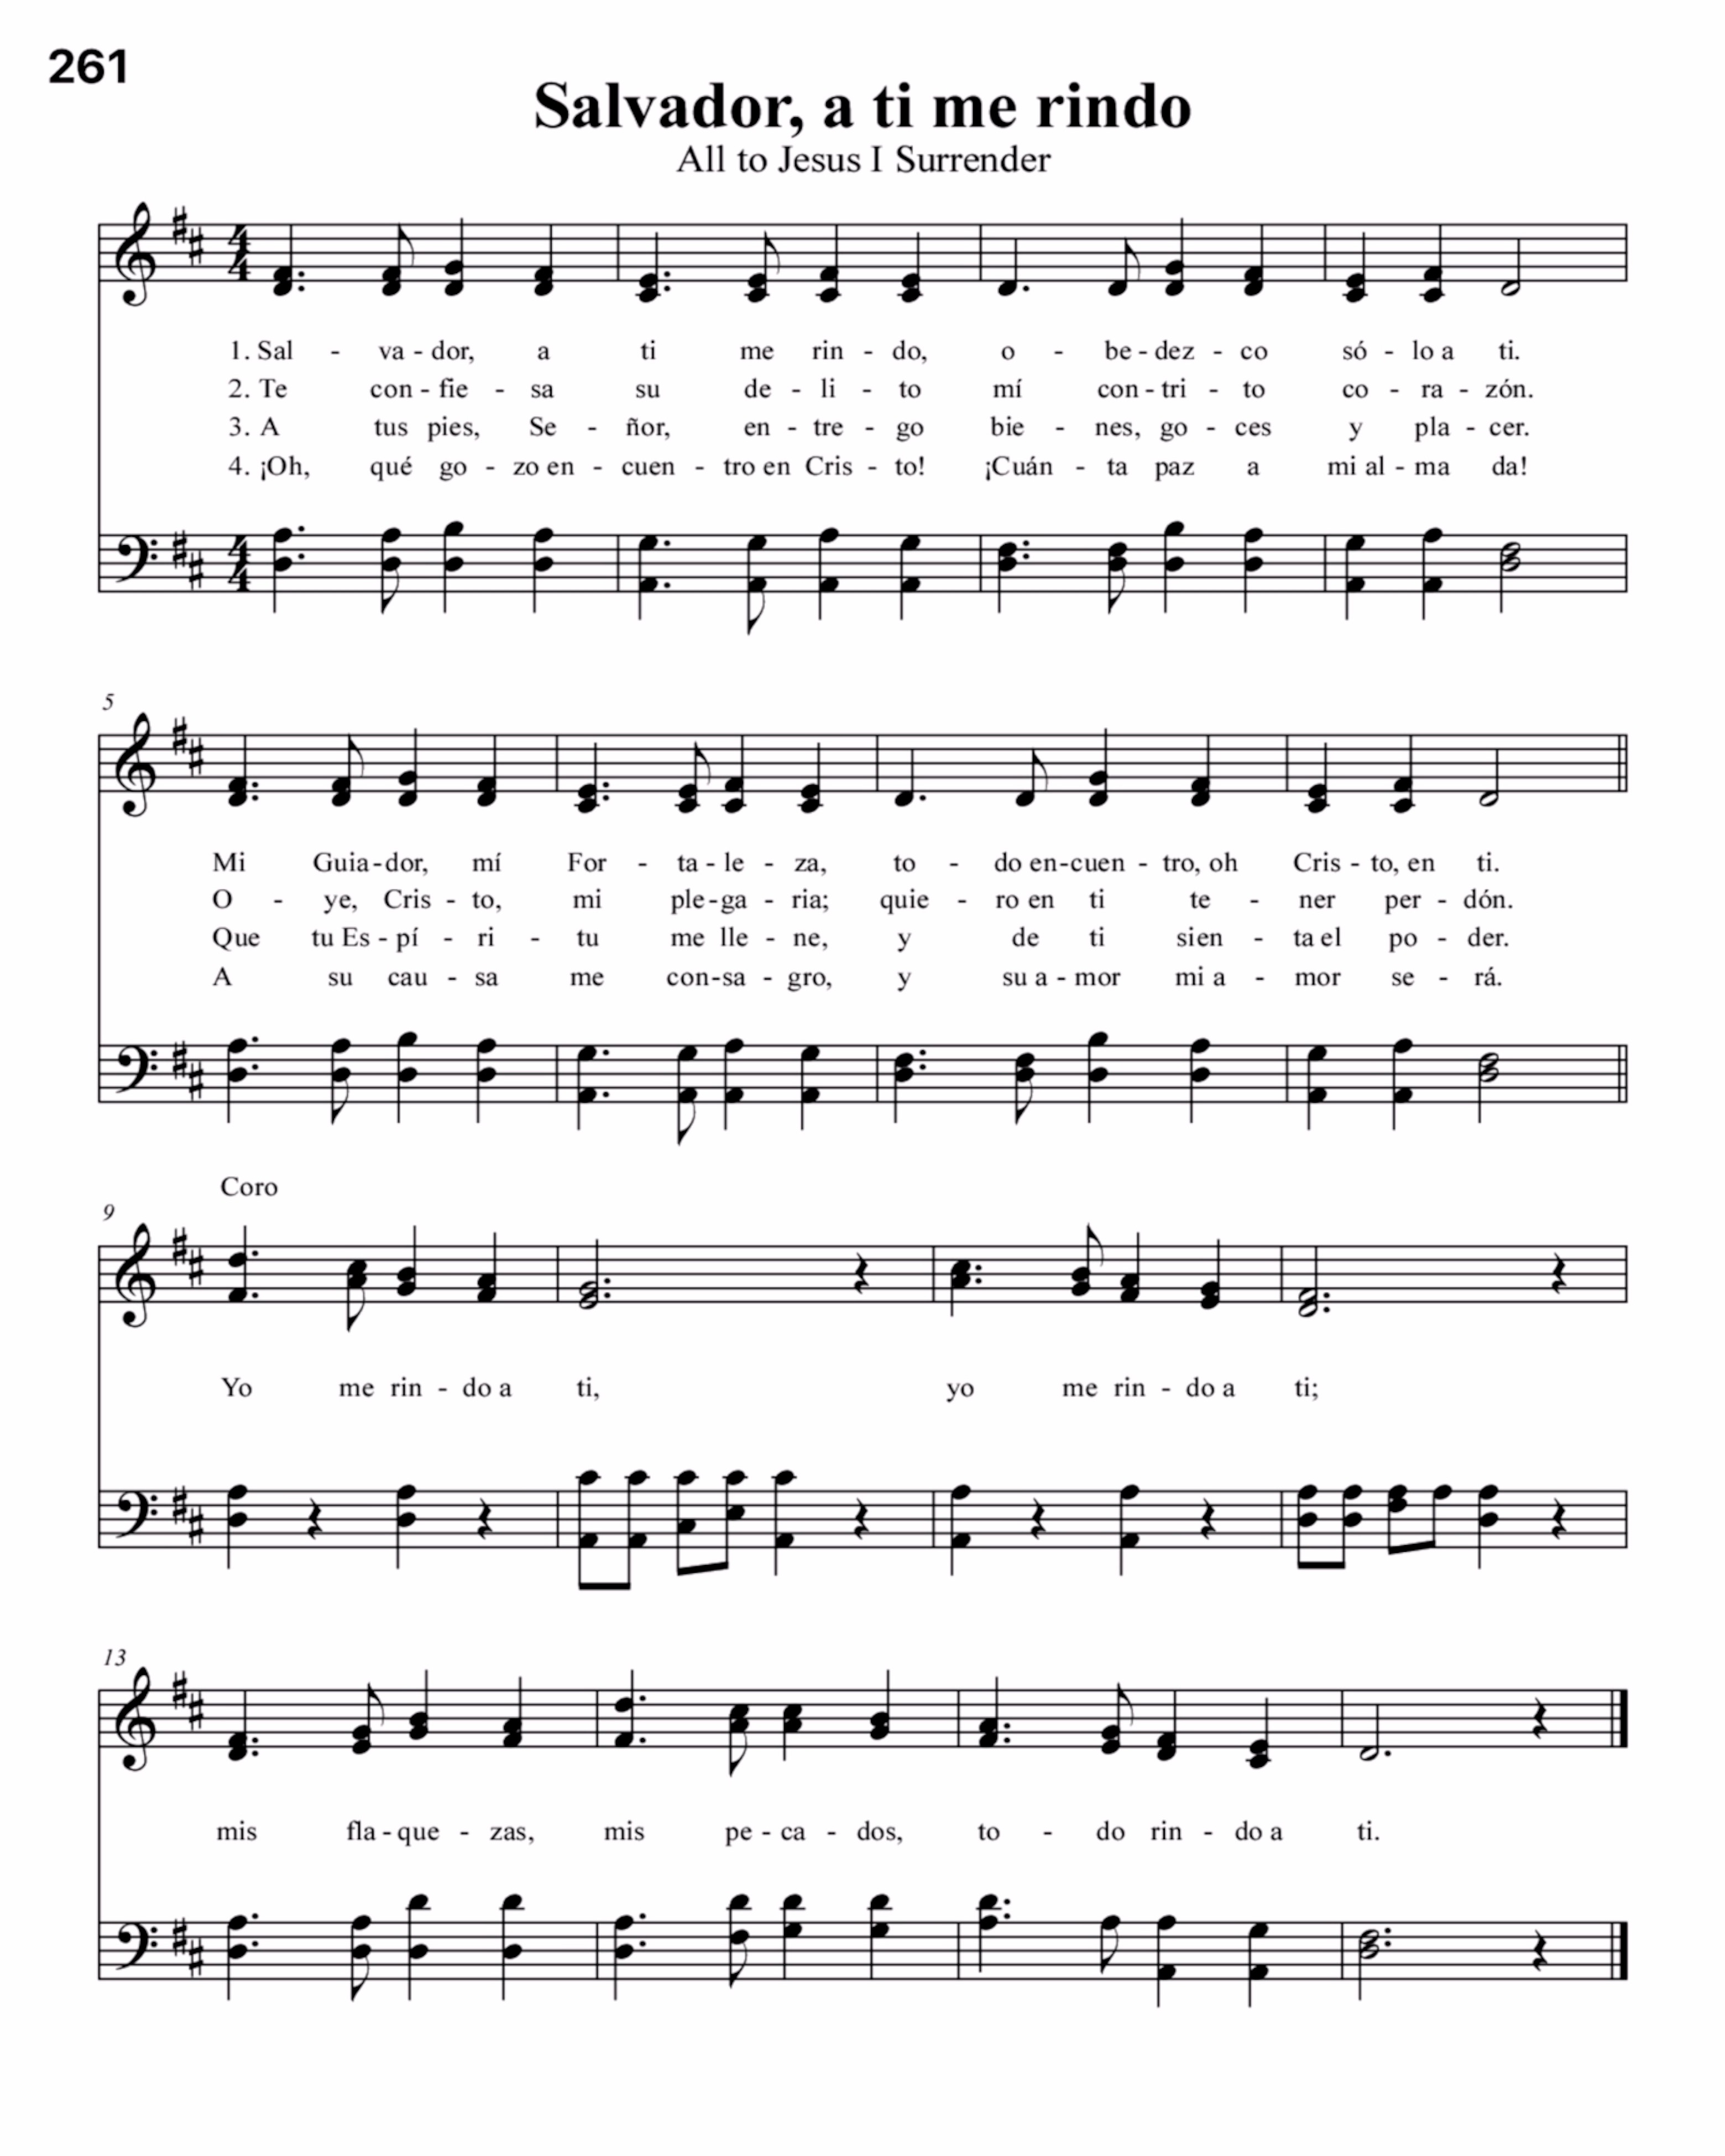 261
Salvador, a ti me rindo
All to Jesus I Surrender
1. Sal - va - dor, a ti me rin - do, o - be - dez - co só - lo a ti.
2. Te con - fie - sa su de - li - to mí con - tri - to co - ra - zón.
3. A tus pies, Se - ñor, en - tre - go bie - nes, go - ces y pla - cer.
4. ¡Oh, qué go - zo en - cuen - tro en Cris - to! ¡Cuán - ta paz a mi al - ma da!
5
Mi Guia - dor, mí For - ta - le - za, to - do en - cuen - tro, oh Cris - to, en ti.
O - ye, Cris - to, mi ple - ga - ria; quie - ro en ti te - ner per - dón.
Que tu Es - pí - ri - tu me lle - ne, y de ti sien - ta el po - der.
A su cau - sa me con - sa - gro, y su a - mor mi a - mor se - rá.
Coro
9
Yo me rin - do a ti, yo me rin - do a ti;
13
mis fla - que - zas, mis pe - ca - dos, to - do rin - do a ti.